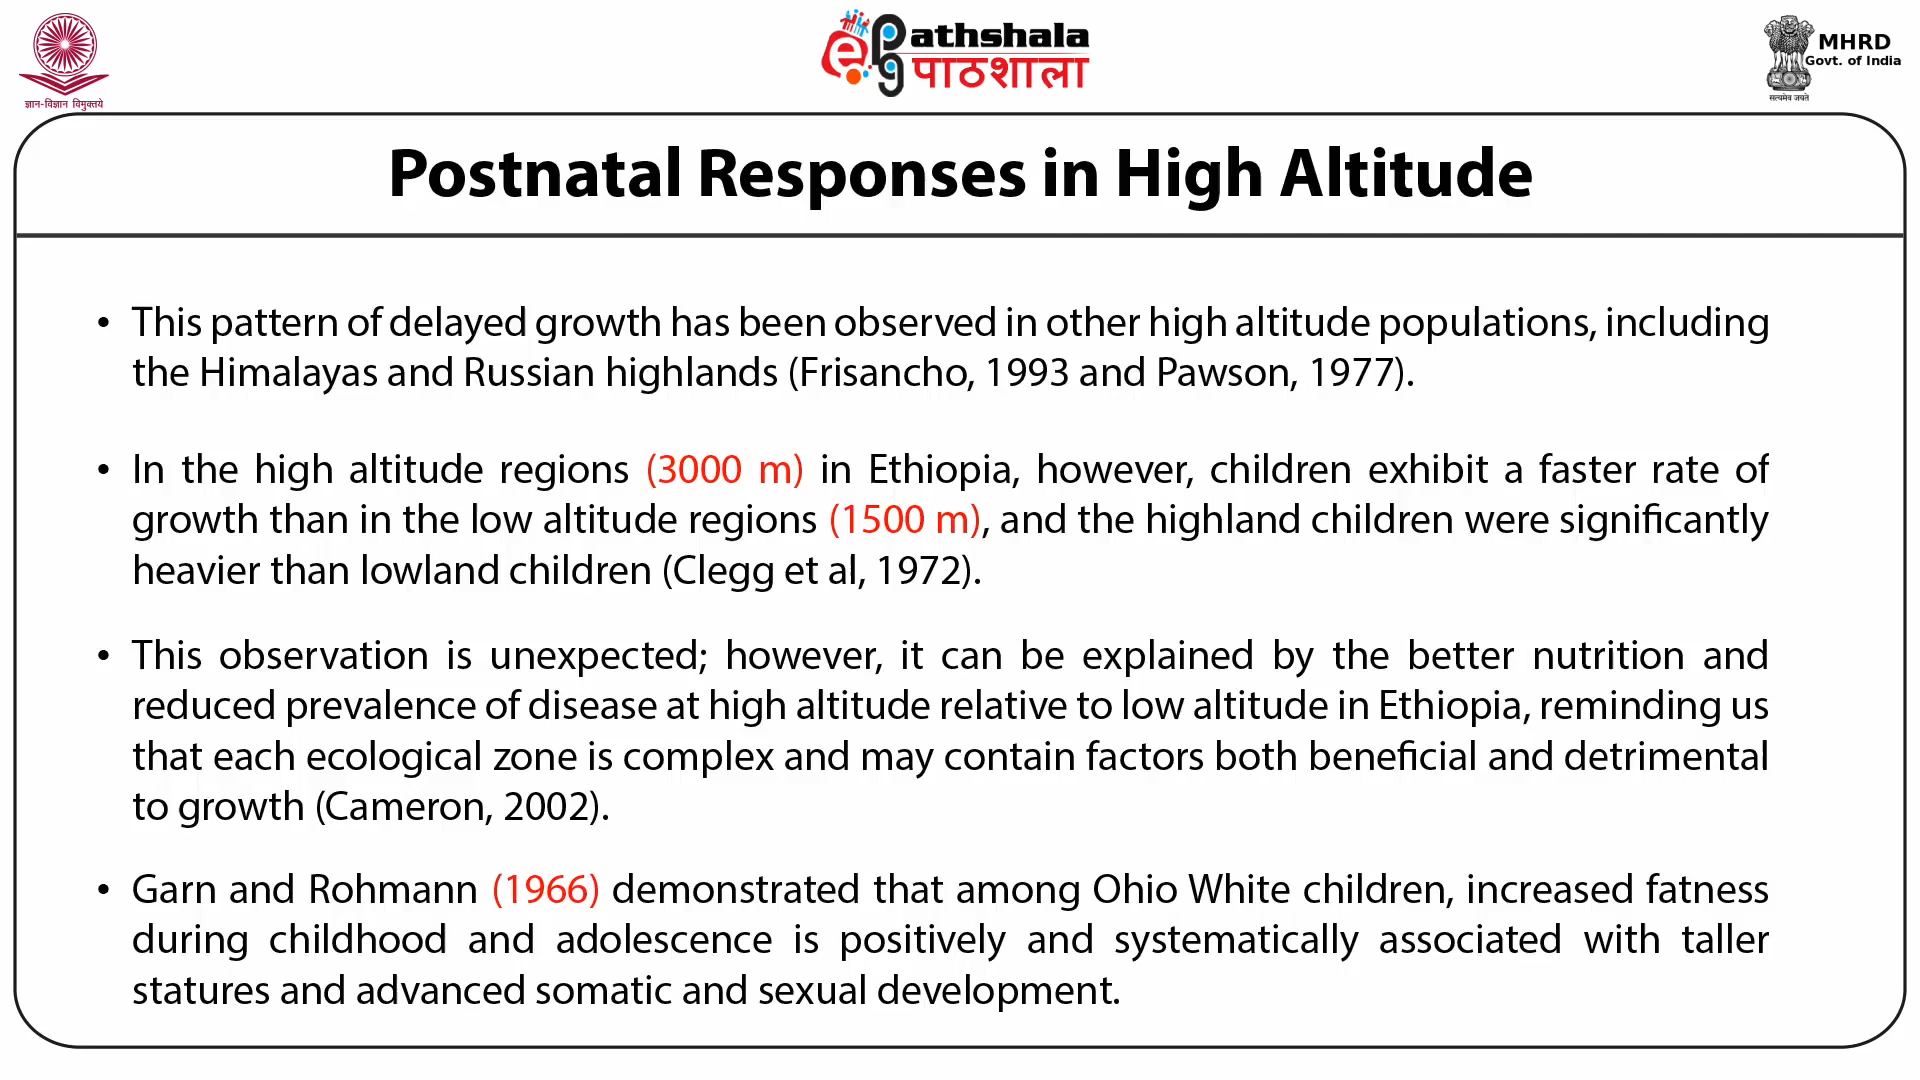 ज्ञान-विज्ञान विमुक्तये
ePathshala
पाठशाला
MHRD
Govt. of India
सत्यमेव जयते
Postnatal Responses in High Altitude
• This pattern of delayed growth has been observed in other high altitude populations, including
the Himalayas and Russian highlands (Frisancho, 1993 and Pawson, 1977).
• In the high altitude regions (3000 m) in Ethiopia, however, children exhibit a faster rate of
growth than in the low altitude regions (1500 m), and the highland children were significantly
heavier than lowland children (Clegg et al, 1972).
• This observation is unexpected; however, it can be explained by the better nutrition and
reduced prevalence of disease at high altitude relative to low altitude in Ethiopia, reminding us
that each ecological zone is complex and may contain factors both beneficial and detrimental
to growth (Cameron, 2002).
• Garn and Rohmann (1966) demonstrated that among Ohio White children, increased fatness
during childhood and adolescence is positively and systematically associated with taller
statures and advanced somatic and sexual development.